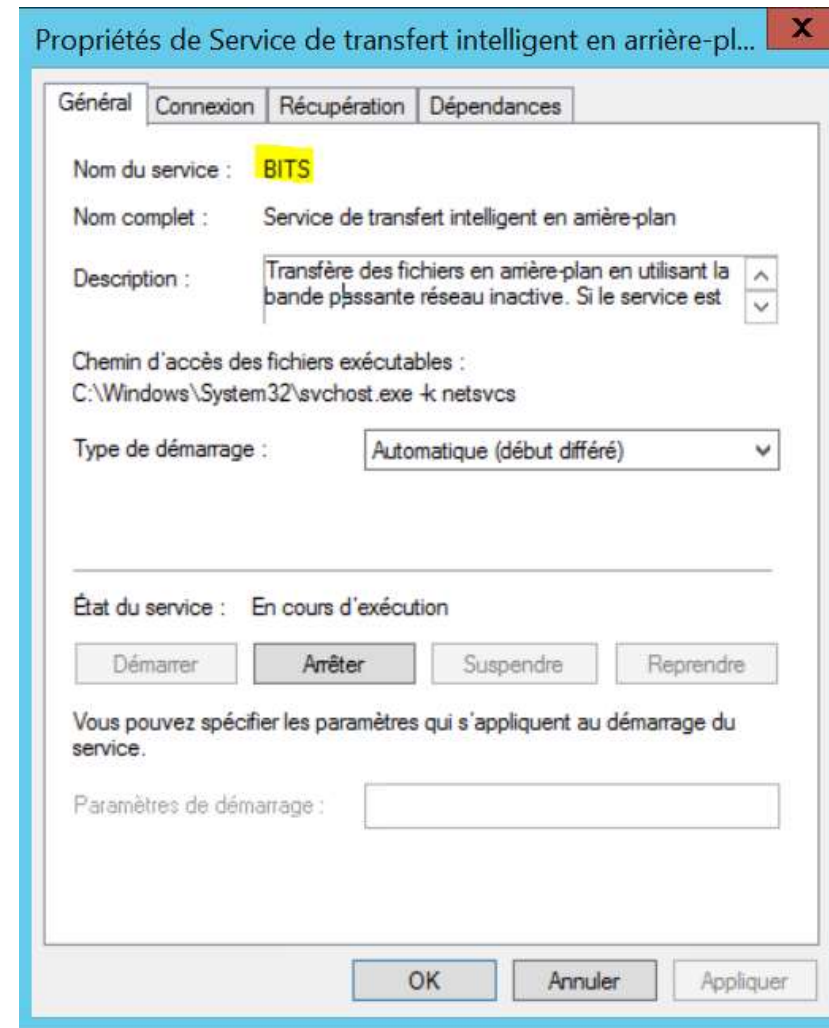 Propriétés de Service de transfert intelligent en arrière-pl...
X
Général Connexion Récupération Dépendances
Nom du service : BITS
Nom complet : Service de transfert intelligent en arrière-plan
Description : Transfère des fichiers en arrière-plan en utilisant la
bande passante réseau inactive. Si le service est
Chemin d'accès des fichiers exécutables :
C:\Windows\System32\svchost.exe -k netsvcs
Type de démarrage : Automatique (début différé)
État du service : En cours d'exécution
Démarrer Arrêter Suspendre Reprendre
Vous pouvez spécifier les paramètres qui s'appliquent au démarrage du
service.
Paramètres de démarrage :
OK Annuler Appliquer